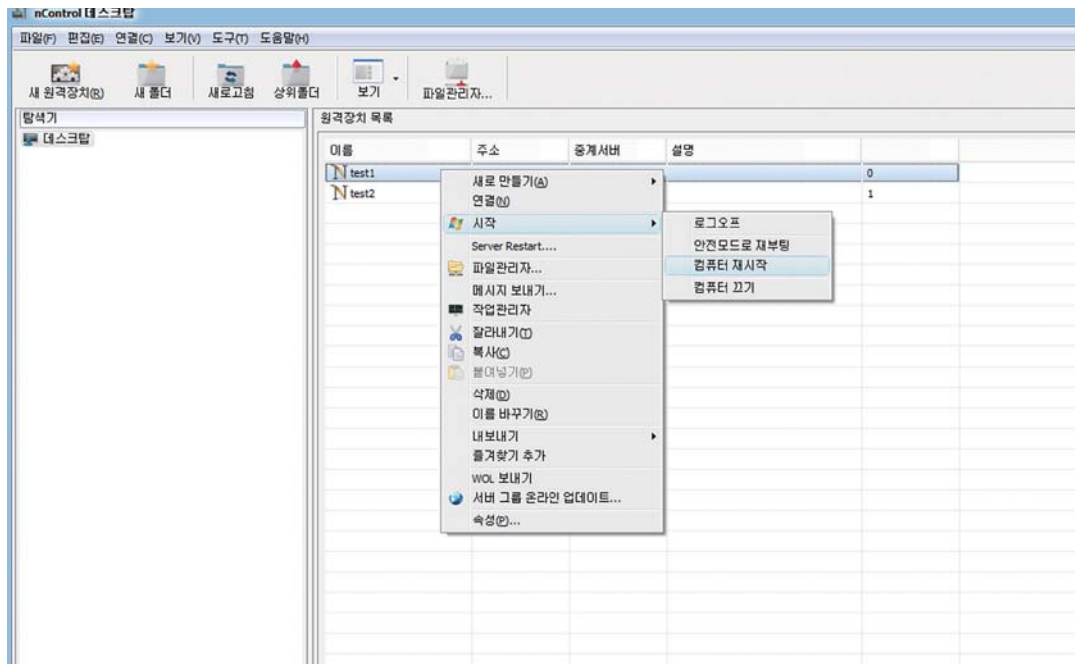 nControl 데스크탑
파일(F) 편집(E) 연결(C) 보기(V) 도구(T) 도움말(H)
새 원격장치(R) 새 폴더 새로고침 상위폴더 보기 파일관리자...
탐색기
데스크탑
원격장치 목록
이름 주소 중계서버 설명
test1 0
test2 1
새로 만들기(A)
연결(N)
시작
Server Restart....
파일관리자...
메시지 보내기...
작업관리자
잘라내기(T)
복사(C)
붙여넣기(P)
삭제(D)
이름 바꾸기(R)
내보내기
즐겨찾기 추가
WOL 보내기
서버 그룹 온라인 업데이트...
속성(P)...
로그오프
안전모드로 재부팅
컴퓨터 재시작
컴퓨터 끄기